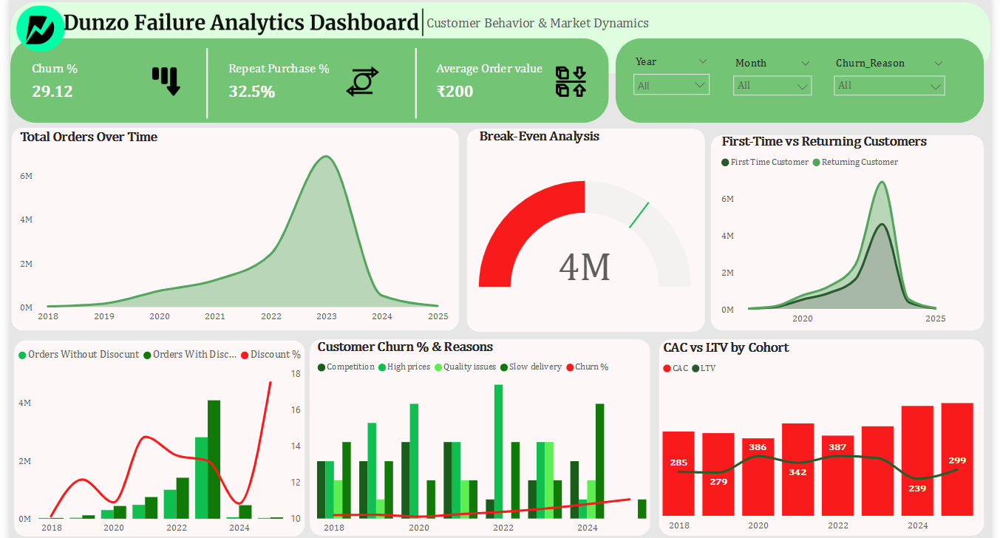 Dunzo Failure Analytics Dashboard
Customer Behavior & Market Dynamics
Churn %
29.12
Repeat Purchase %
32.5%
Average Order value
₹200
Year
All
Month
All
Churn_Reason
All
Total Orders Over Time
6M
4M
2M
0M
2018 2019 2020 2021 2022 2023 2024 2025
Break-Even Analysis
4M
First-Time vs Returning Customers
First Time Customer Returning Customer
6M
4M
2M
0M
2020 2025
Orders Without Disocunt Orders With Disc... Discount %
18
4M
16
14
2M
12
0M
10
2018 2020 2022 2024
Customer Churn % & Reasons
Competition High prices Quality issues Slow delivery Churn %
2018 2020 2022 2024
CAC vs LTV by Cohort
CAC LTV
285 279 386 342 387 239 299
2018 2020 2022 2024